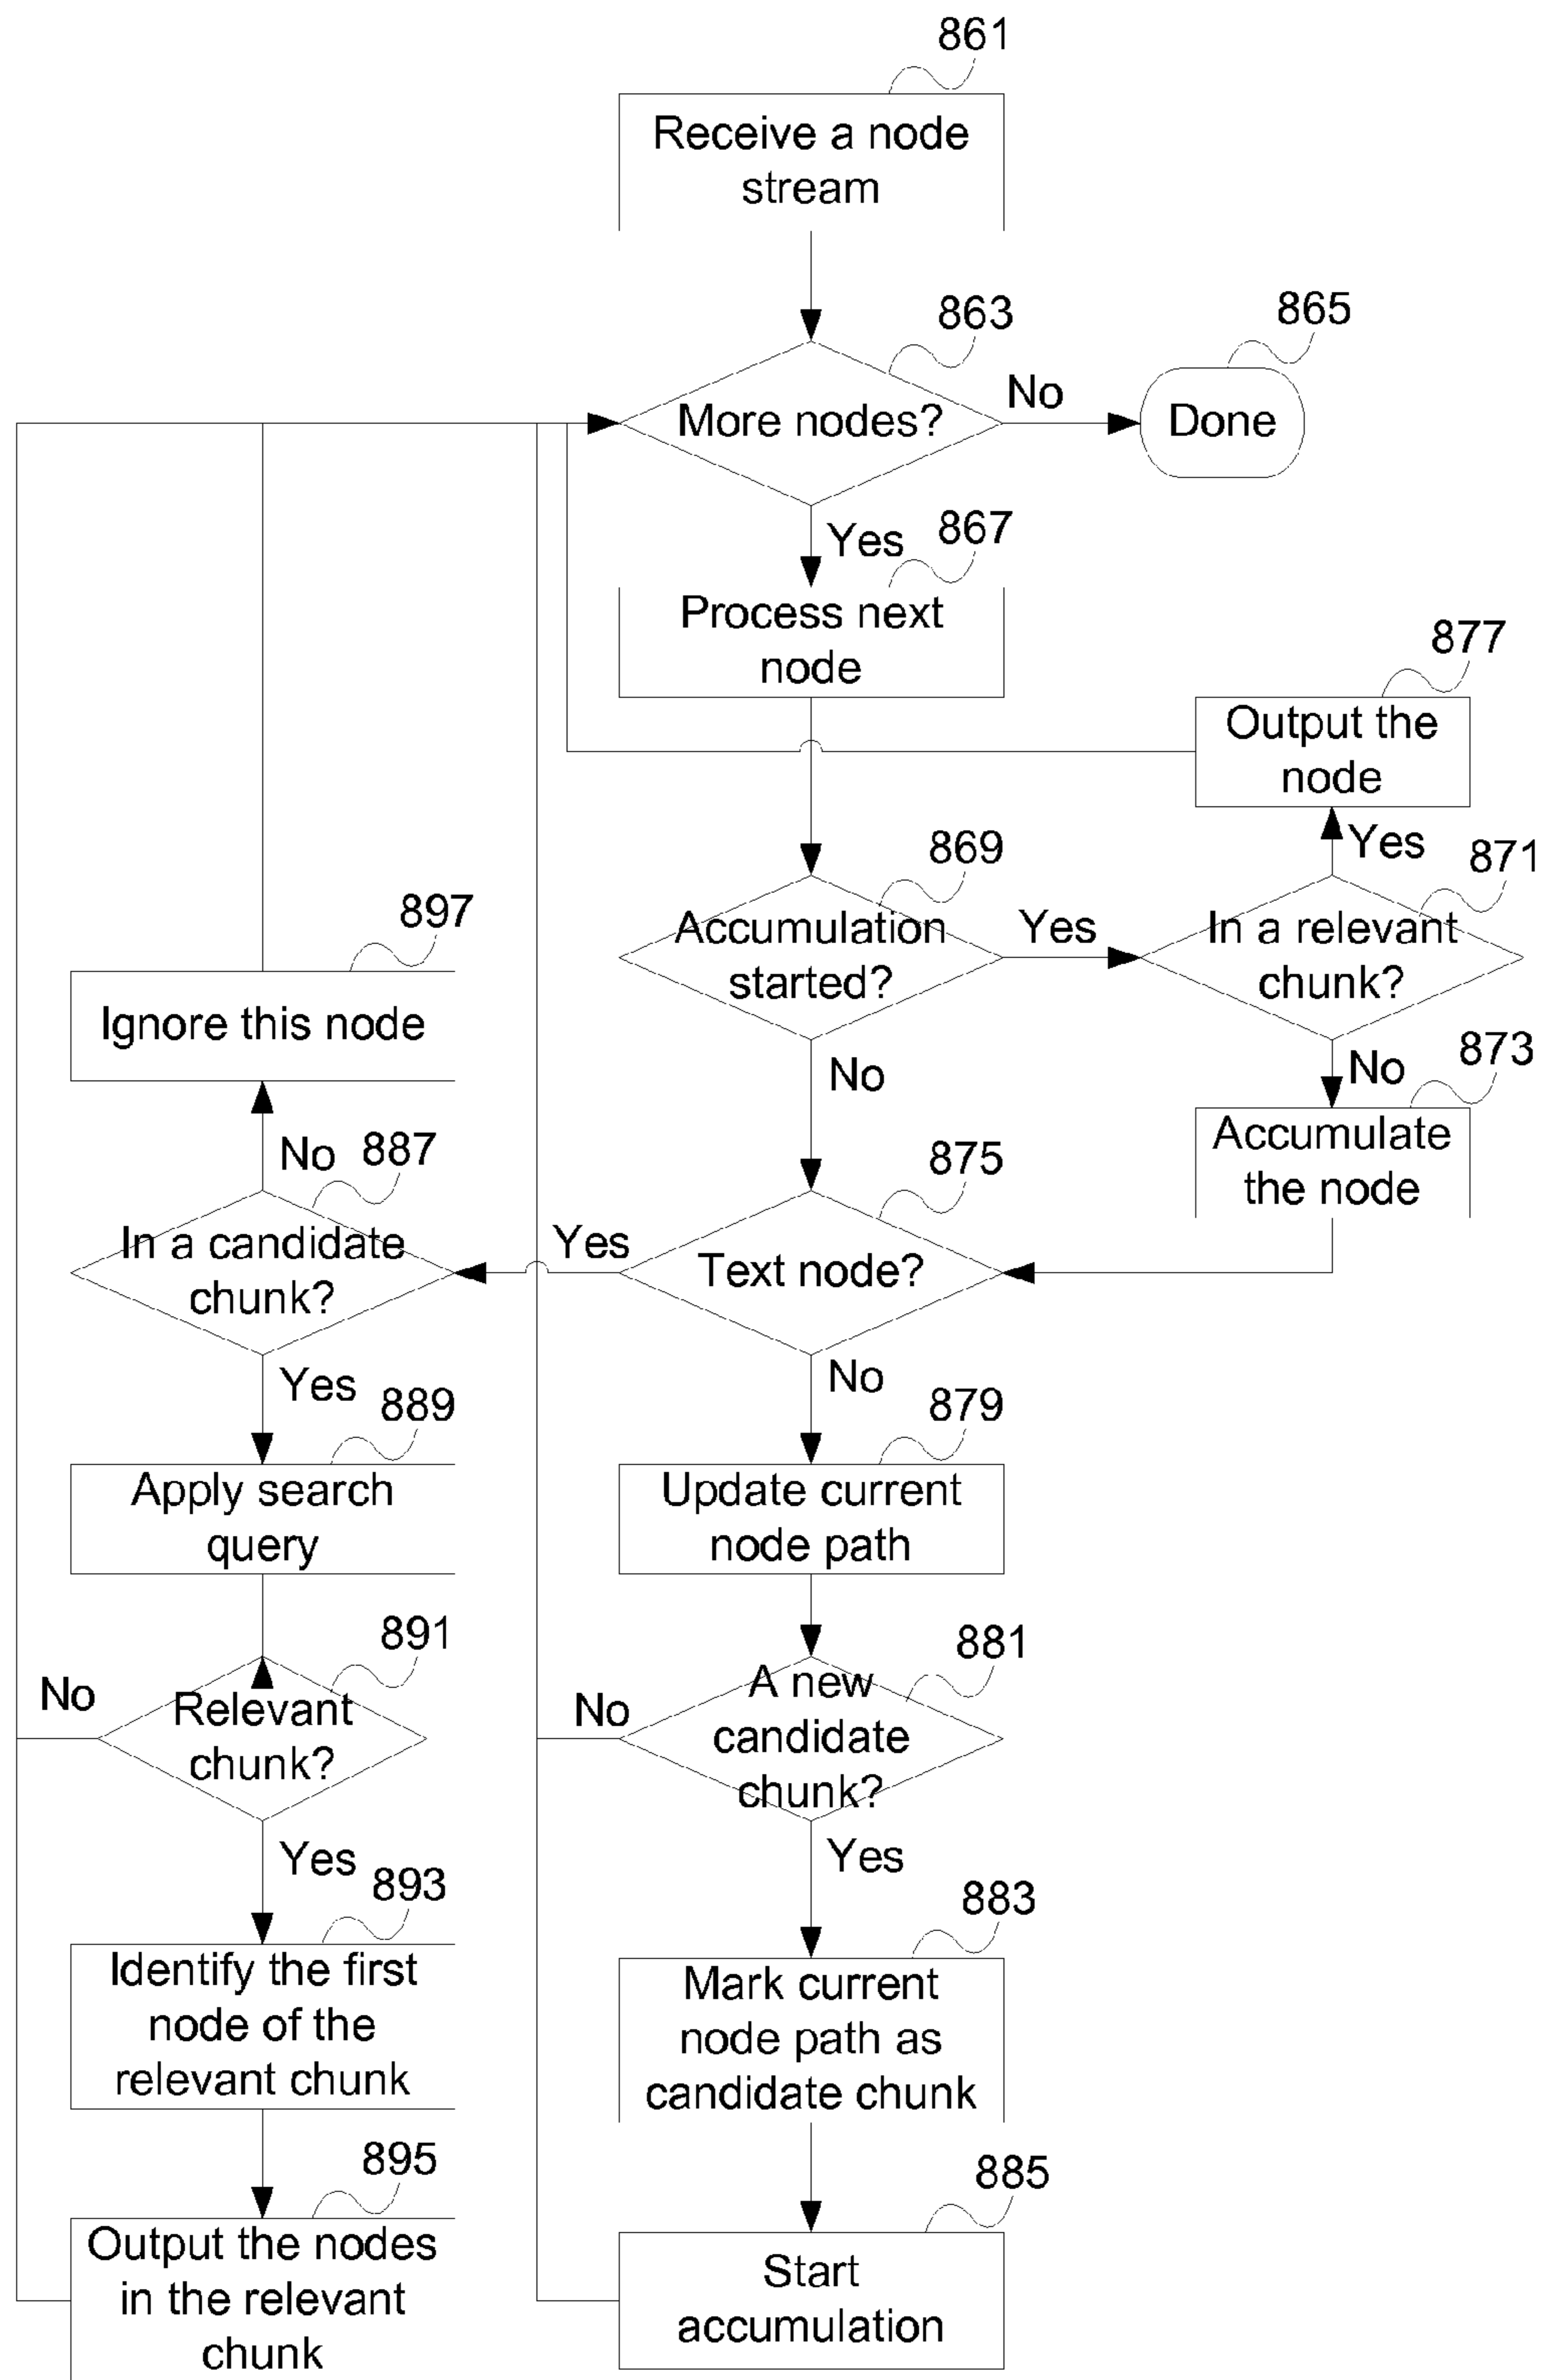 861
Receive a node
stream
863
865
More nodes?
No
Done
Yes
867
Process next
node
877
Output the
node
Yes
869
871
Accumulation
started?
Yes
In a relevant
chunk?
897
Ignore this node
No
No
873
Accumulate
the node
No
887
875
In a candidate
chunk?
Yes
Text node?
Yes
889
No
879
Apply search
query
Update current
node path
891
881
No
Relevant
chunk?
No
A new
candidate
chunk?
Yes
893
Yes
883
Identify the first
node of the
relevant chunk
Mark current
node path as
candidate chunk
895
885
Output the nodes
in the relevant
chunk
Start
accumulation